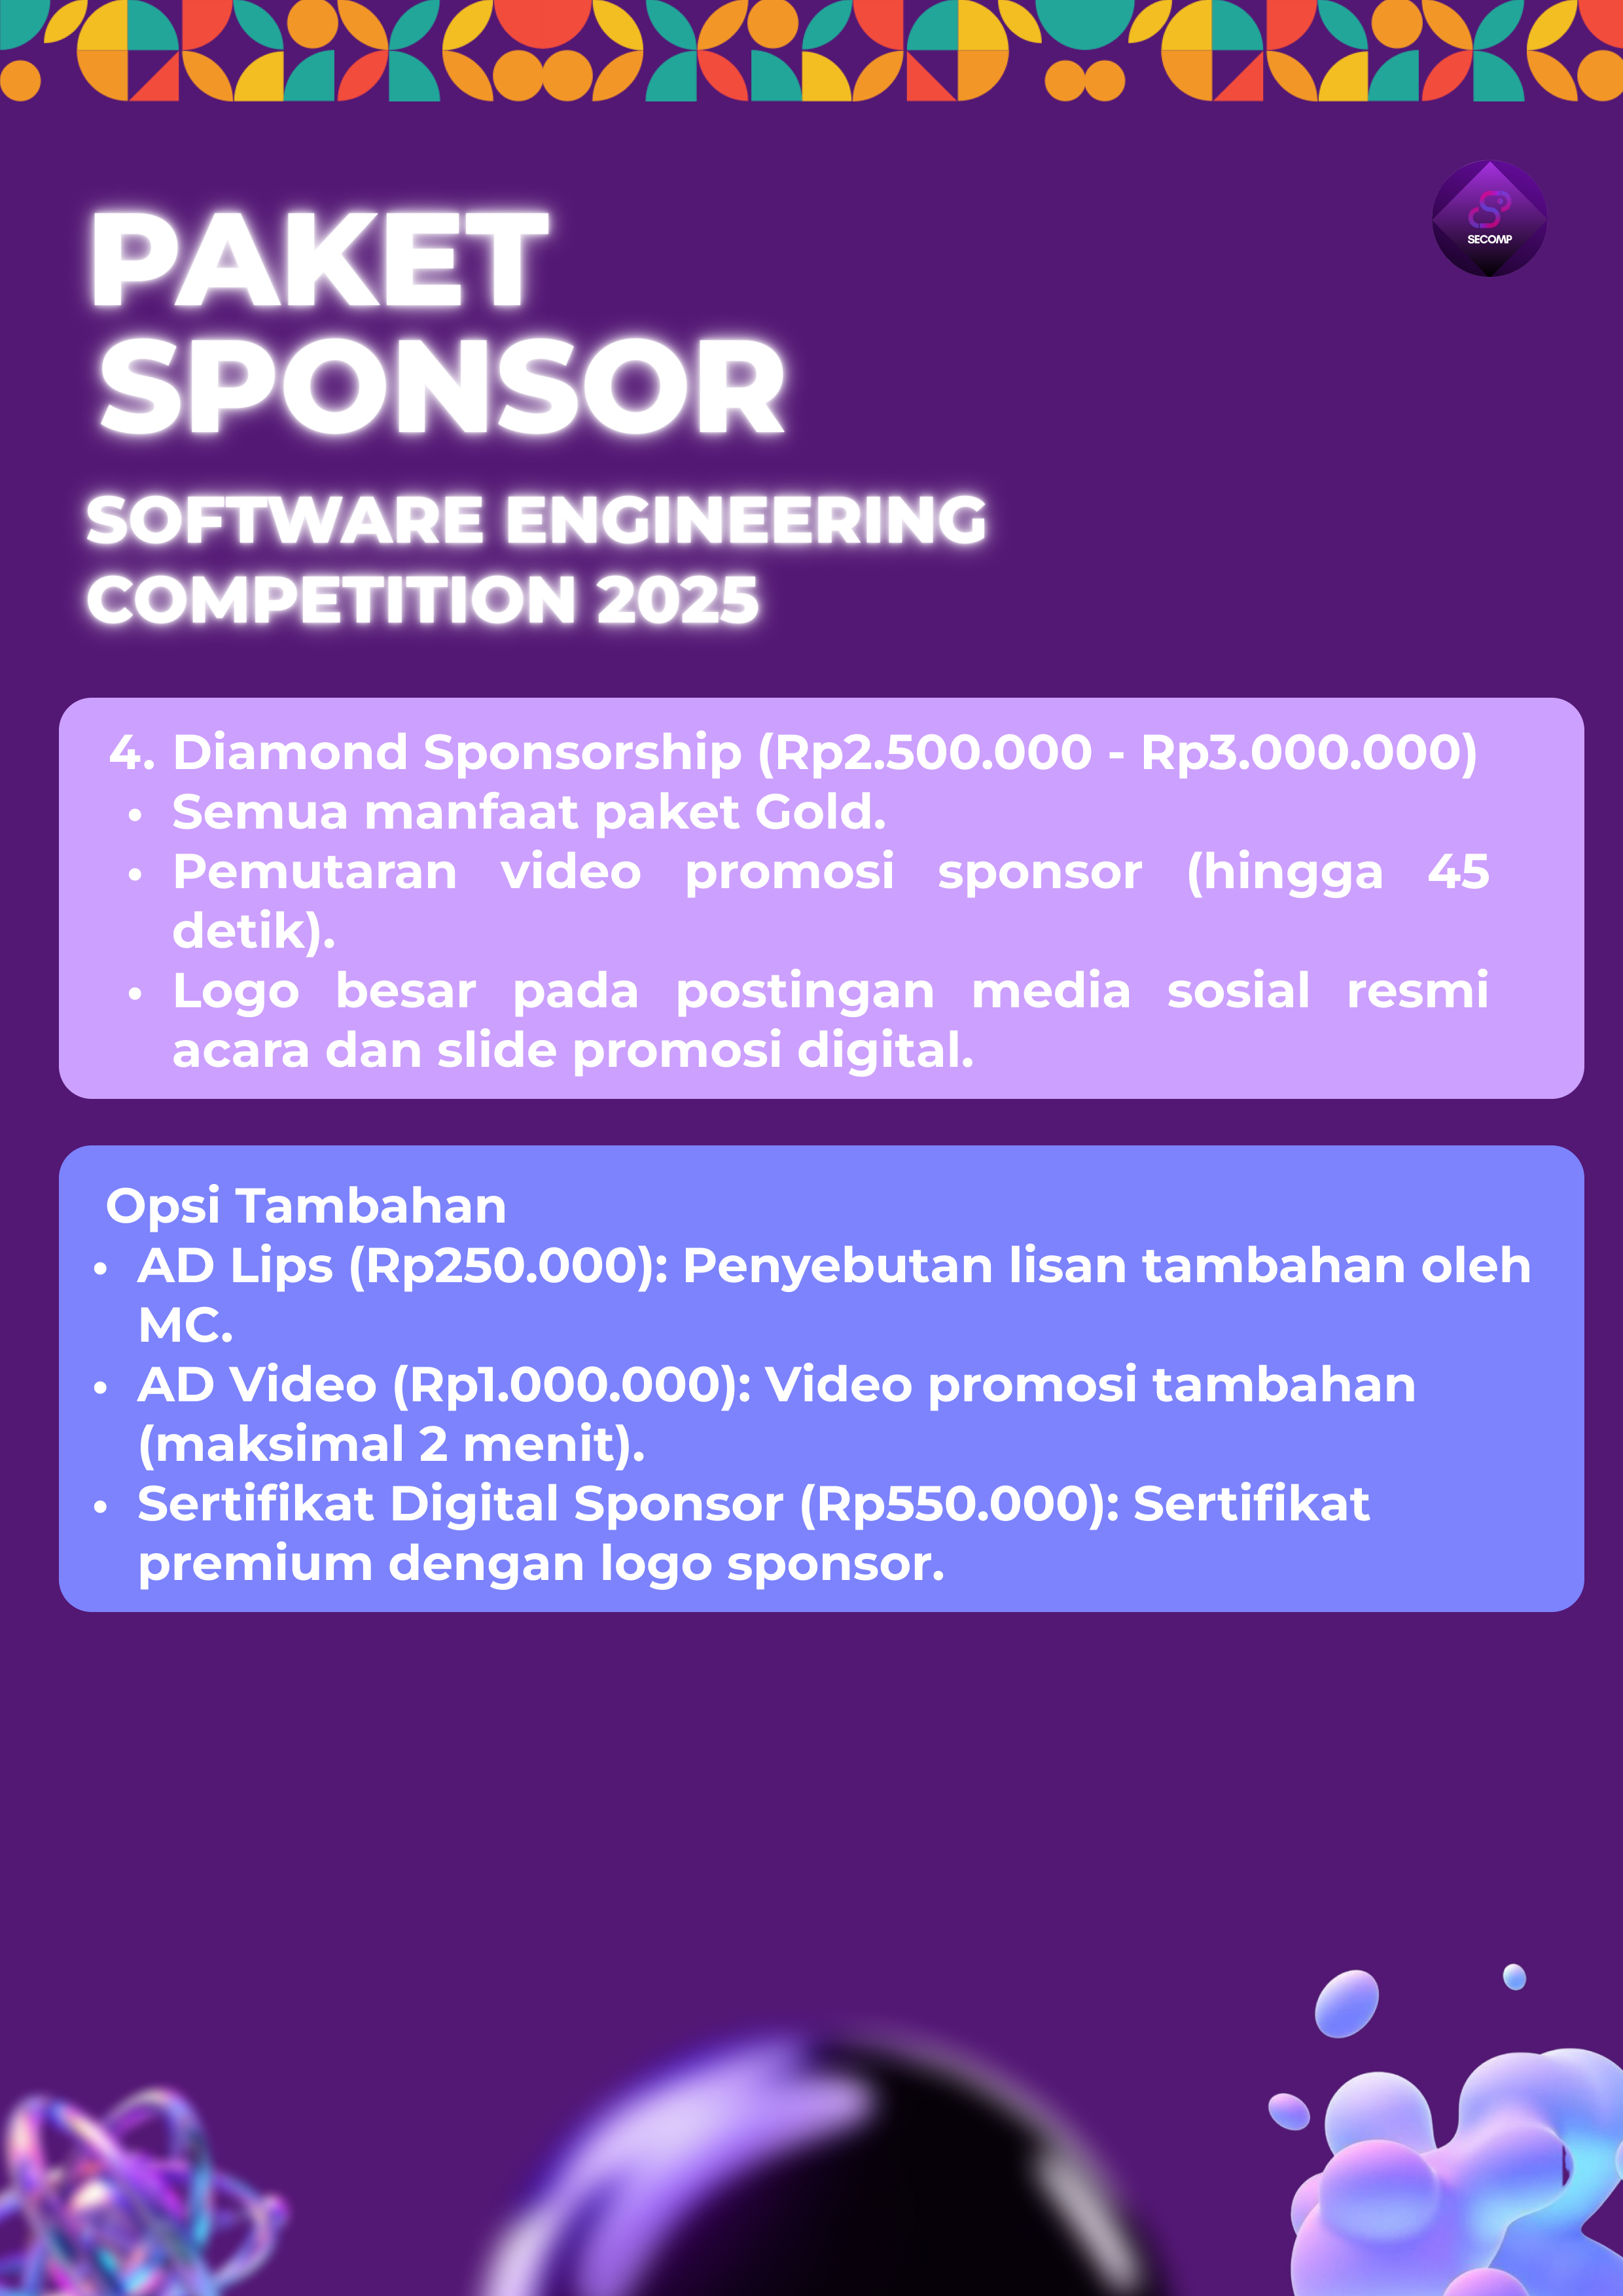 SECOMP
PAKET
SPONSOR
SOFTWARE ENGINEERING
COMPETITION 2025
4. Diamond Sponsorship (Rp2.500.000 - Rp3.000.000)
• Semua manfaat paket Gold.
• Pemutaran video promosi sponsor (hingga 45
detik).
• Logo besar pada postingan media sosial resmi
acara dan slide promosi digital.
Opsi Tambahan
• AD Lips (Rp250.000): Penyebutan lisan tambahan oleh
MC.
• AD Video (Rp1.000.000): Video promosi tambahan
(maksimal 2 menit).
• Sertifikat Digital Sponsor (Rp550.000): Sertifikat
premium dengan logo sponsor.